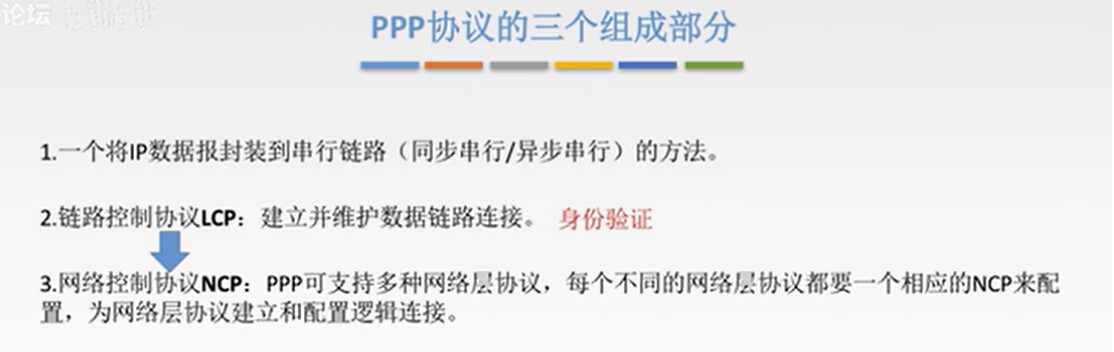 论坛
PPP协议的三个组成部分
1.一个将IP数据报封装到串行链路（同步串行/异步串行）的方法。
2.链路控制协议LCP：建立并维护数据链路连接。 身份验证
3.网络控制协议NCP：PPP可支持多种网络层协议，每个不同的网络层协议都要一个相应的NCP来配
置，为网络层协议建立和配置逻辑连接。